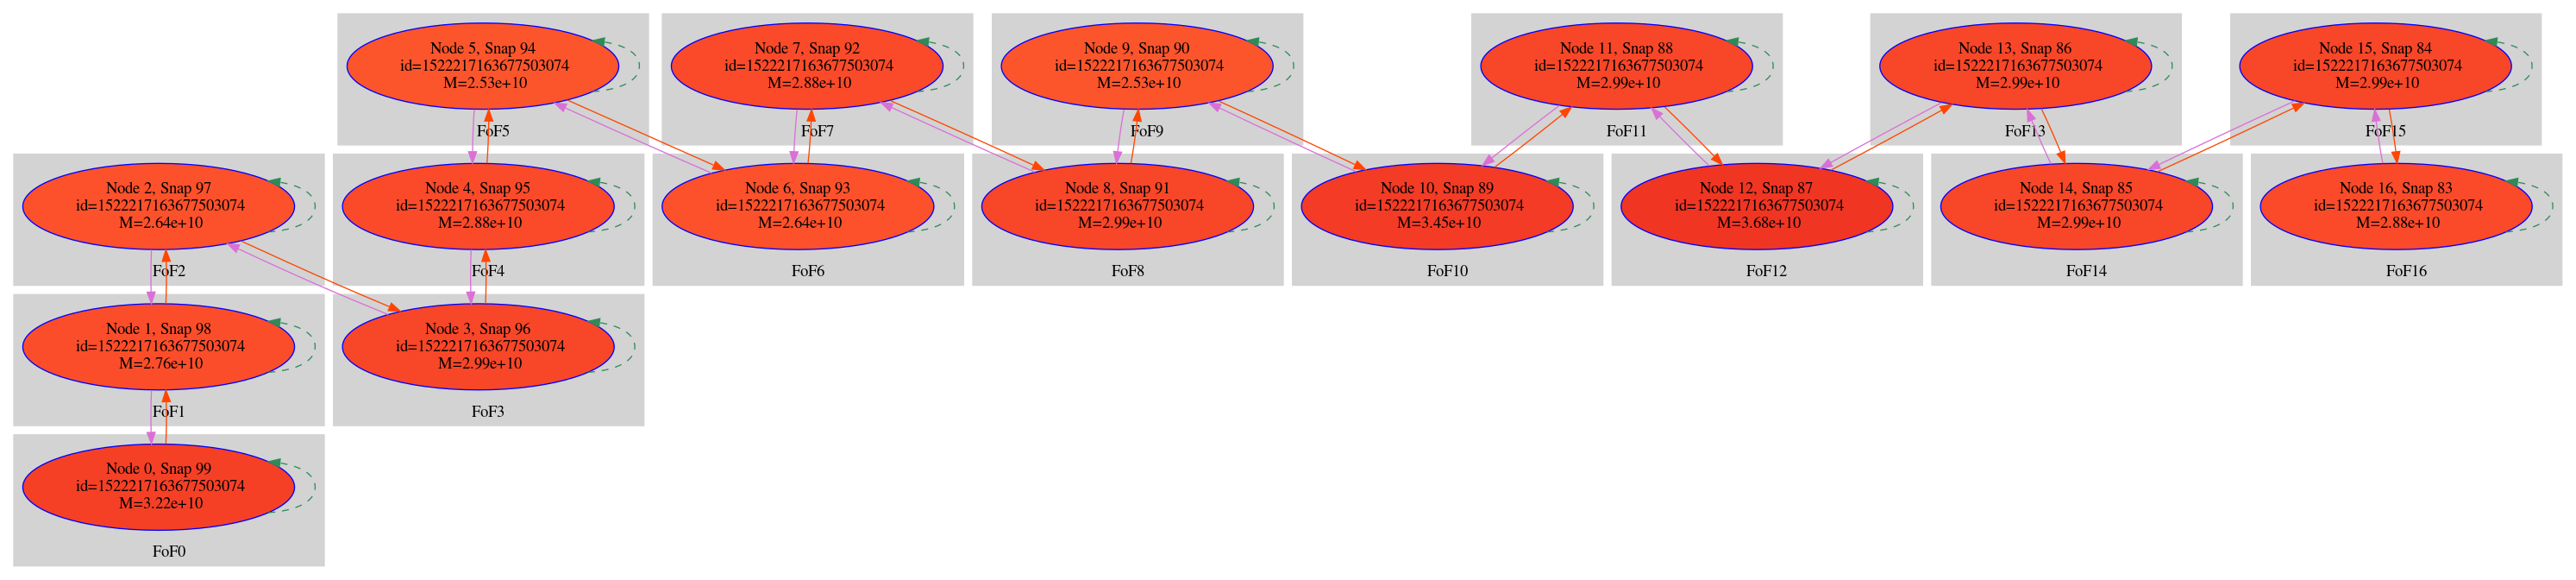 Node 5, Snap 94
id=1522217163677503074
M=2.53e+10
FoF5
Node 7, Snap 92
id=1522217163677503074
M=2.88e+10
FoF7
Node 9, Snap 90
id=1522217163677503074
M=2.53e+10
FoF9
Node 11, Snap 88
id=1522217163677503074
M=2.99e+10
FoF11
Node 13, Snap 86
id=1522217163677503074
M=2.99e+10
FoF13
Node 15, Snap 84
id=1522217163677503074
M=2.99e+10
FoF15
Node 2, Snap 97
id=1522217163677503074
M=2.64e+10
FoF2
Node 4, Snap 95
id=1522217163677503074
M=2.88e+10
FoF4
Node 6, Snap 93
id=1522217163677503074
M=2.64e+10
FoF6
Node 8, Snap 91
id=1522217163677503074
M=2.99e+10
FoF8
Node 10, Snap 89
id=1522217163677503074
M=3.45e+10
FoF10
Node 12, Snap 87
id=1522217163677503074
M=3.68e+10
FoF12
Node 14, Snap 85
id=1522217163677503074
M=2.99e+10
FoF14
Node 16, Snap 83
id=1522217163677503074
M=2.88e+10
FoF16
Node 1, Snap 98
id=1522217163677503074
M=2.76e+10
FoF1
Node 3, Snap 96
id=1522217163677503074
M=2.99e+10
FoF3
Node 0, Snap 99
id=1522217163677503074
M=3.22e+10
FoF0